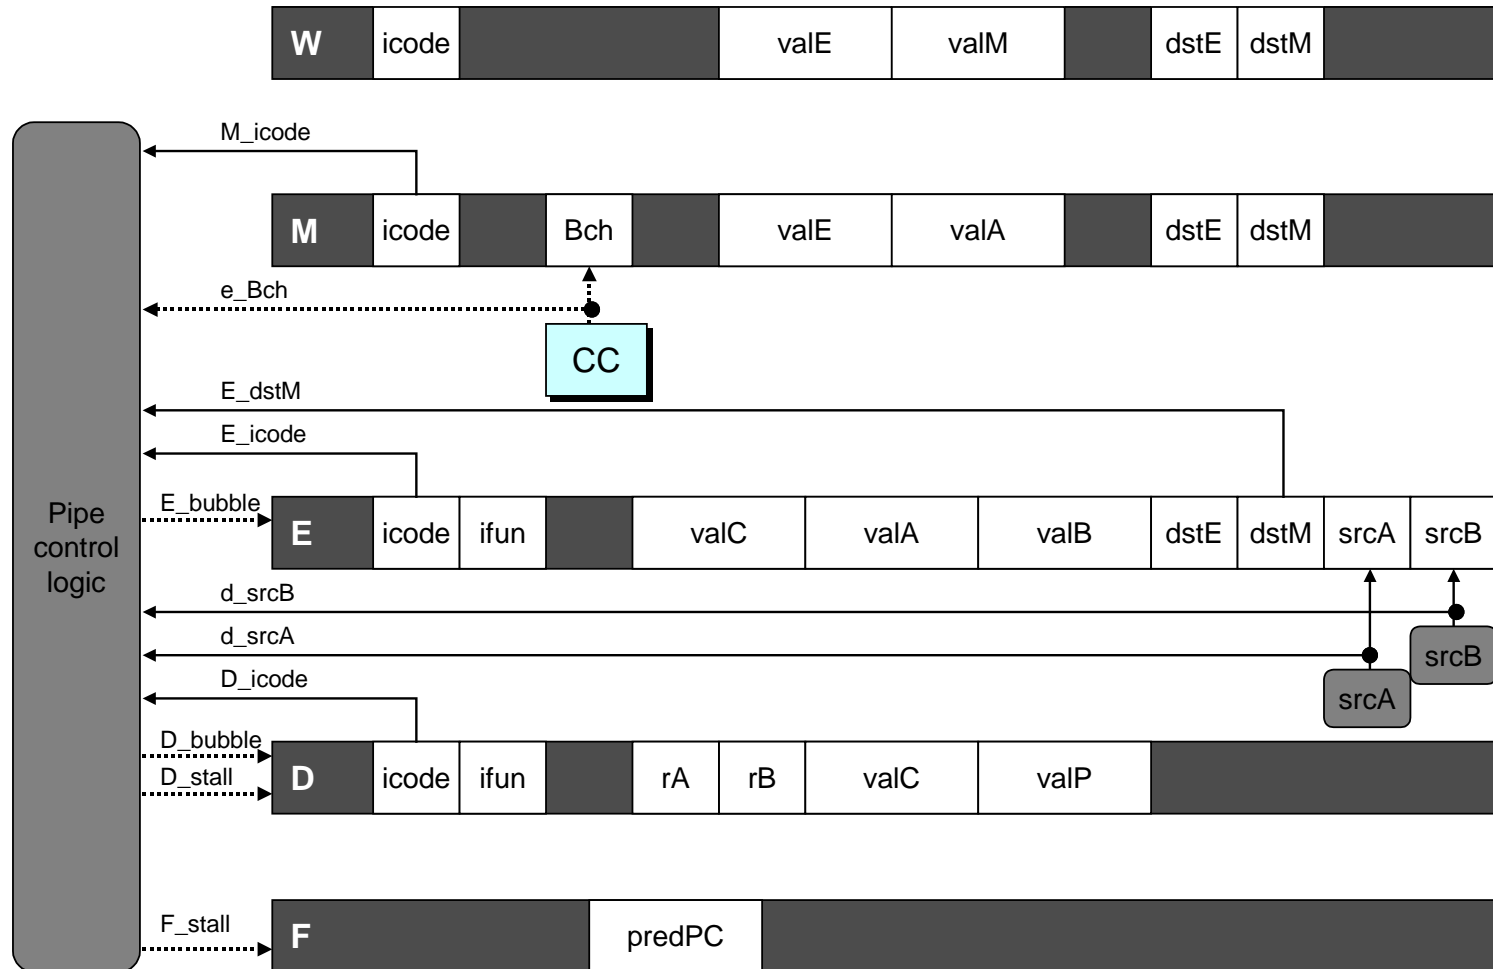 W icode valE valM dstE dstM
M_icode
M icode Bch valE valA dstE dstM
e_Bch
CC
E_dstM
E_icode
E_bubble
E icode ifun valC valA valB dstE dstM srcA srcB
Pipe
control
logic
d_srcB
d_srcA
srcB
D_icode
srcA
D_bubble
D_stall
D icode ifun rA rB valC valP
F_stall
F predPC